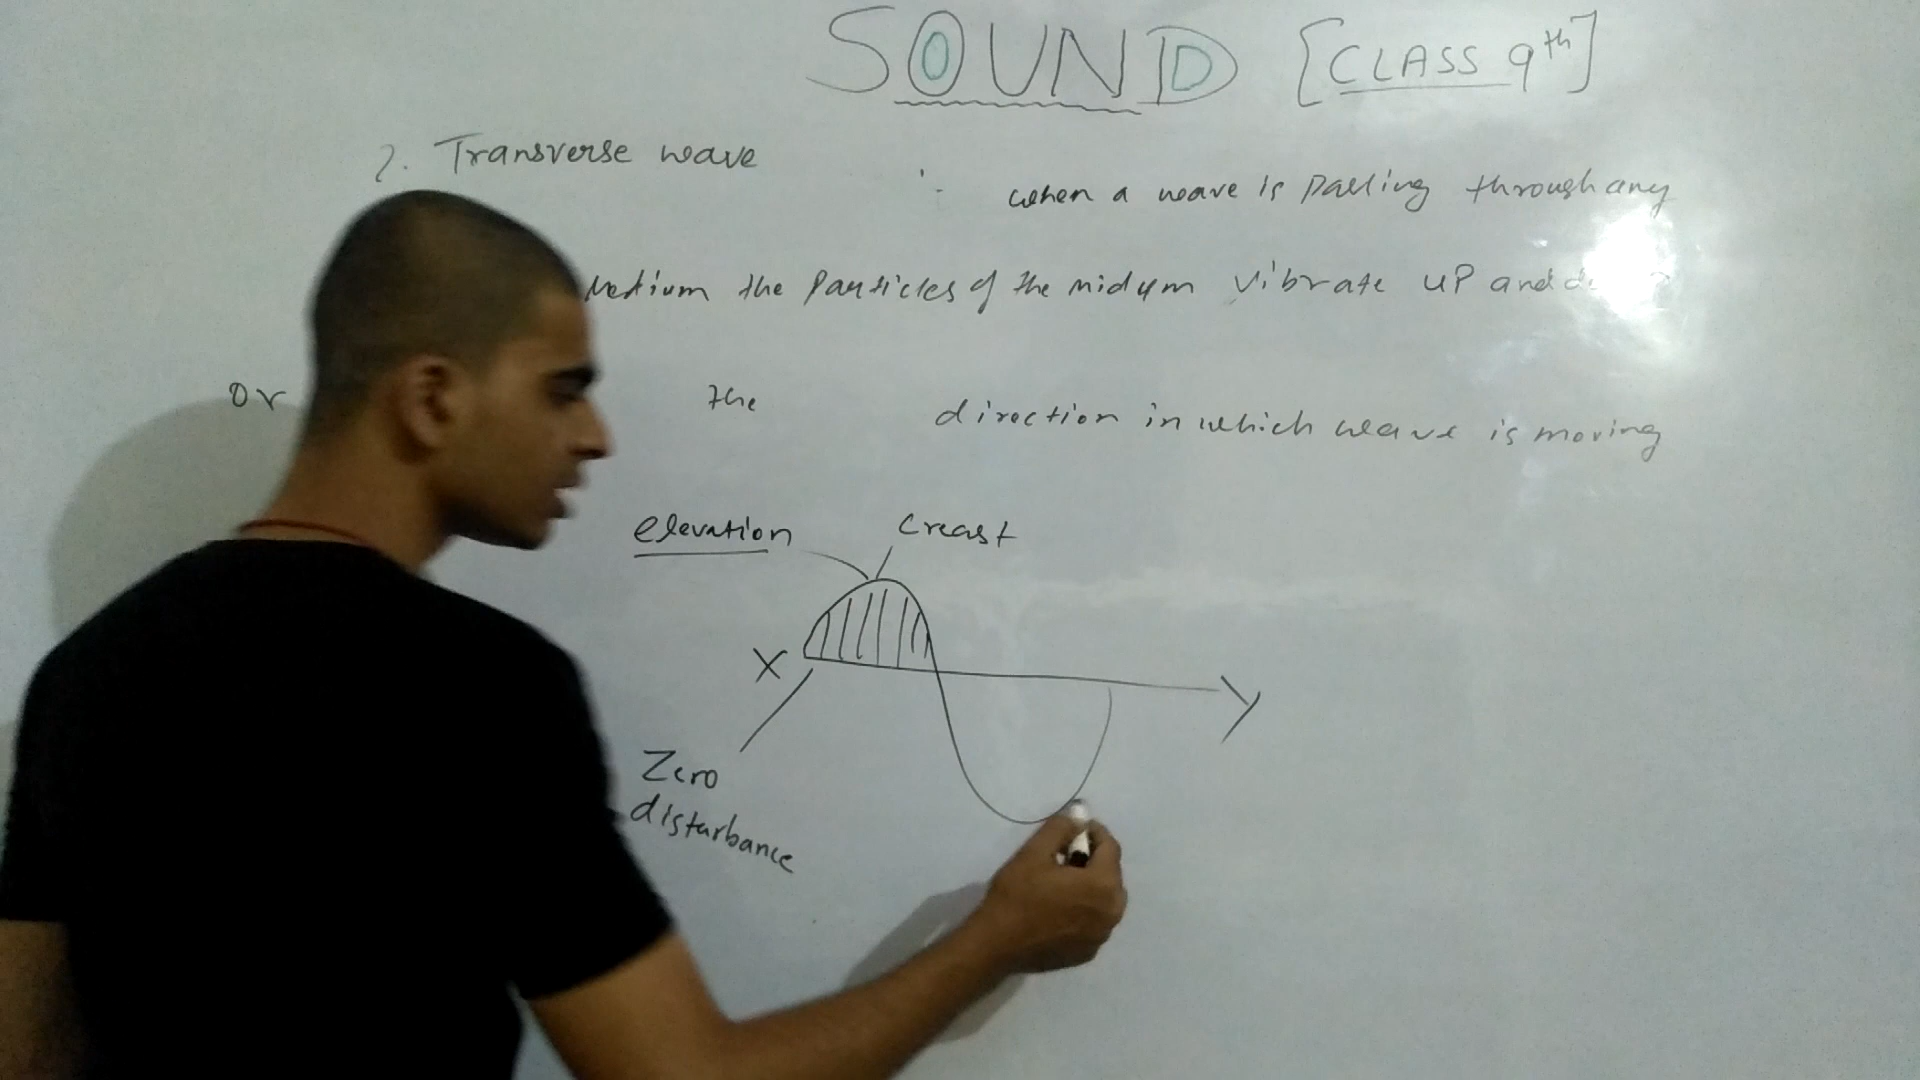 SOUND [CLASS 9th]
2. Transverse wave :- when a wave is Passing through any
Medium the Particles of the midym vibrate UP and
or the direction in which wave is moving
elevation Creast
X Y
Zero
disturbance